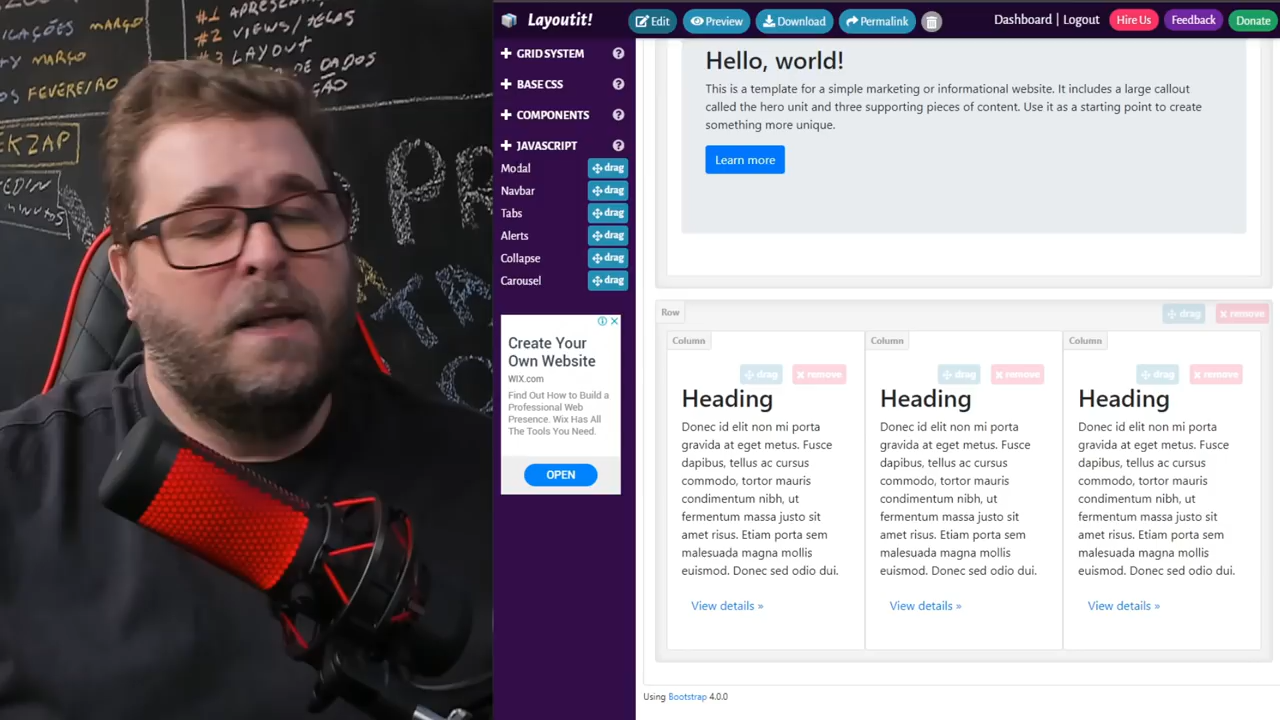 #1 APRESEN
#2 VIEWS/TELAS
#3 LAYOUT
DE DADOS
MARÇO
MARÇO
FEVEREIRO
EKZAP
EDIN
MINUTOS
Layoutit!
Edit
Preview
Download
Permalink
Dashboard | Logout
Hire Us
Feedback
Donate
GRID SYSTEM
BASE CSS
COMPONENTS
JAVASCRIPT
Modal drag
Navbar drag
Tabs drag
Alerts drag
Collapse drag
Carousel drag
Create Your
Own Website
WIX.com
Find Out How to Build a
Professional Web
Presence. Wix Has All
The Tools You Need.
OPEN
Hello, world!
This is a template for a simple marketing or informational website. It includes a large callout
called the hero unit and three supporting pieces of content. Use it as a starting point to create
something more unique.
Learn more
Row
drag
remove
Column
drag
remove
Heading
Donec id elit non mi porta
gravida at eget metus. Fusce
dapibus, tellus ac cursus
commodo, tortor mauris
condimentum nibh, ut
fermentum massa justo sit
amet risus. Etiam porta sem
malesuada magna mollis
euismod. Donec sed odio dui.
View details »
Column
drag
remove
Heading
Donec id elit non mi porta
gravida at eget metus. Fusce
dapibus, tellus ac cursus
commodo, tortor mauris
condimentum nibh, ut
fermentum massa justo sit
amet risus. Etiam porta sem
malesuada magna mollis
euismod. Donec sed odio dui.
View details »
Column
drag
remove
Heading
Donec id elit non mi porta
gravida at eget metus. Fusce
dapibus, tellus ac cursus
commodo, tortor mauris
condimentum nibh, ut
fermentum massa justo sit
amet risus. Etiam porta sem
malesuada magna mollis
euismod. Donec sed odio dui.
View details »
Using Bootstrap 4.0.0